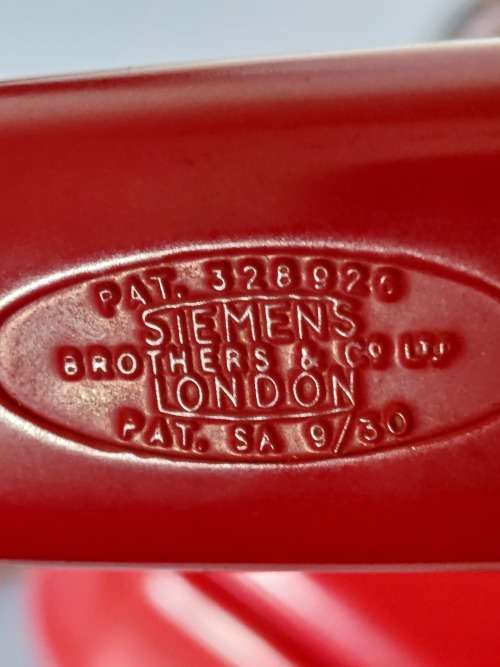 PAT. 328926
SIEMENS
BROTHERS & CO LTD
LONDON
PAT. SA 9/30